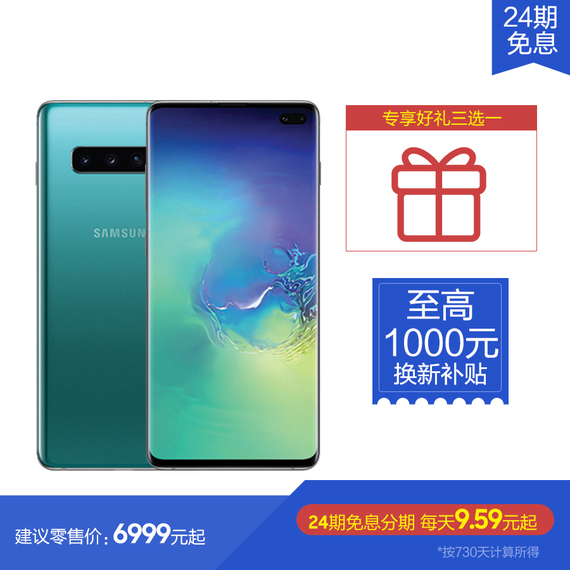 24期
免息
专享好礼三选一
SAMSUN
至高
1000元
换新补贴
建议零售价：6999元起
24期免息分期 每天9.59元起
*按730天计算所得